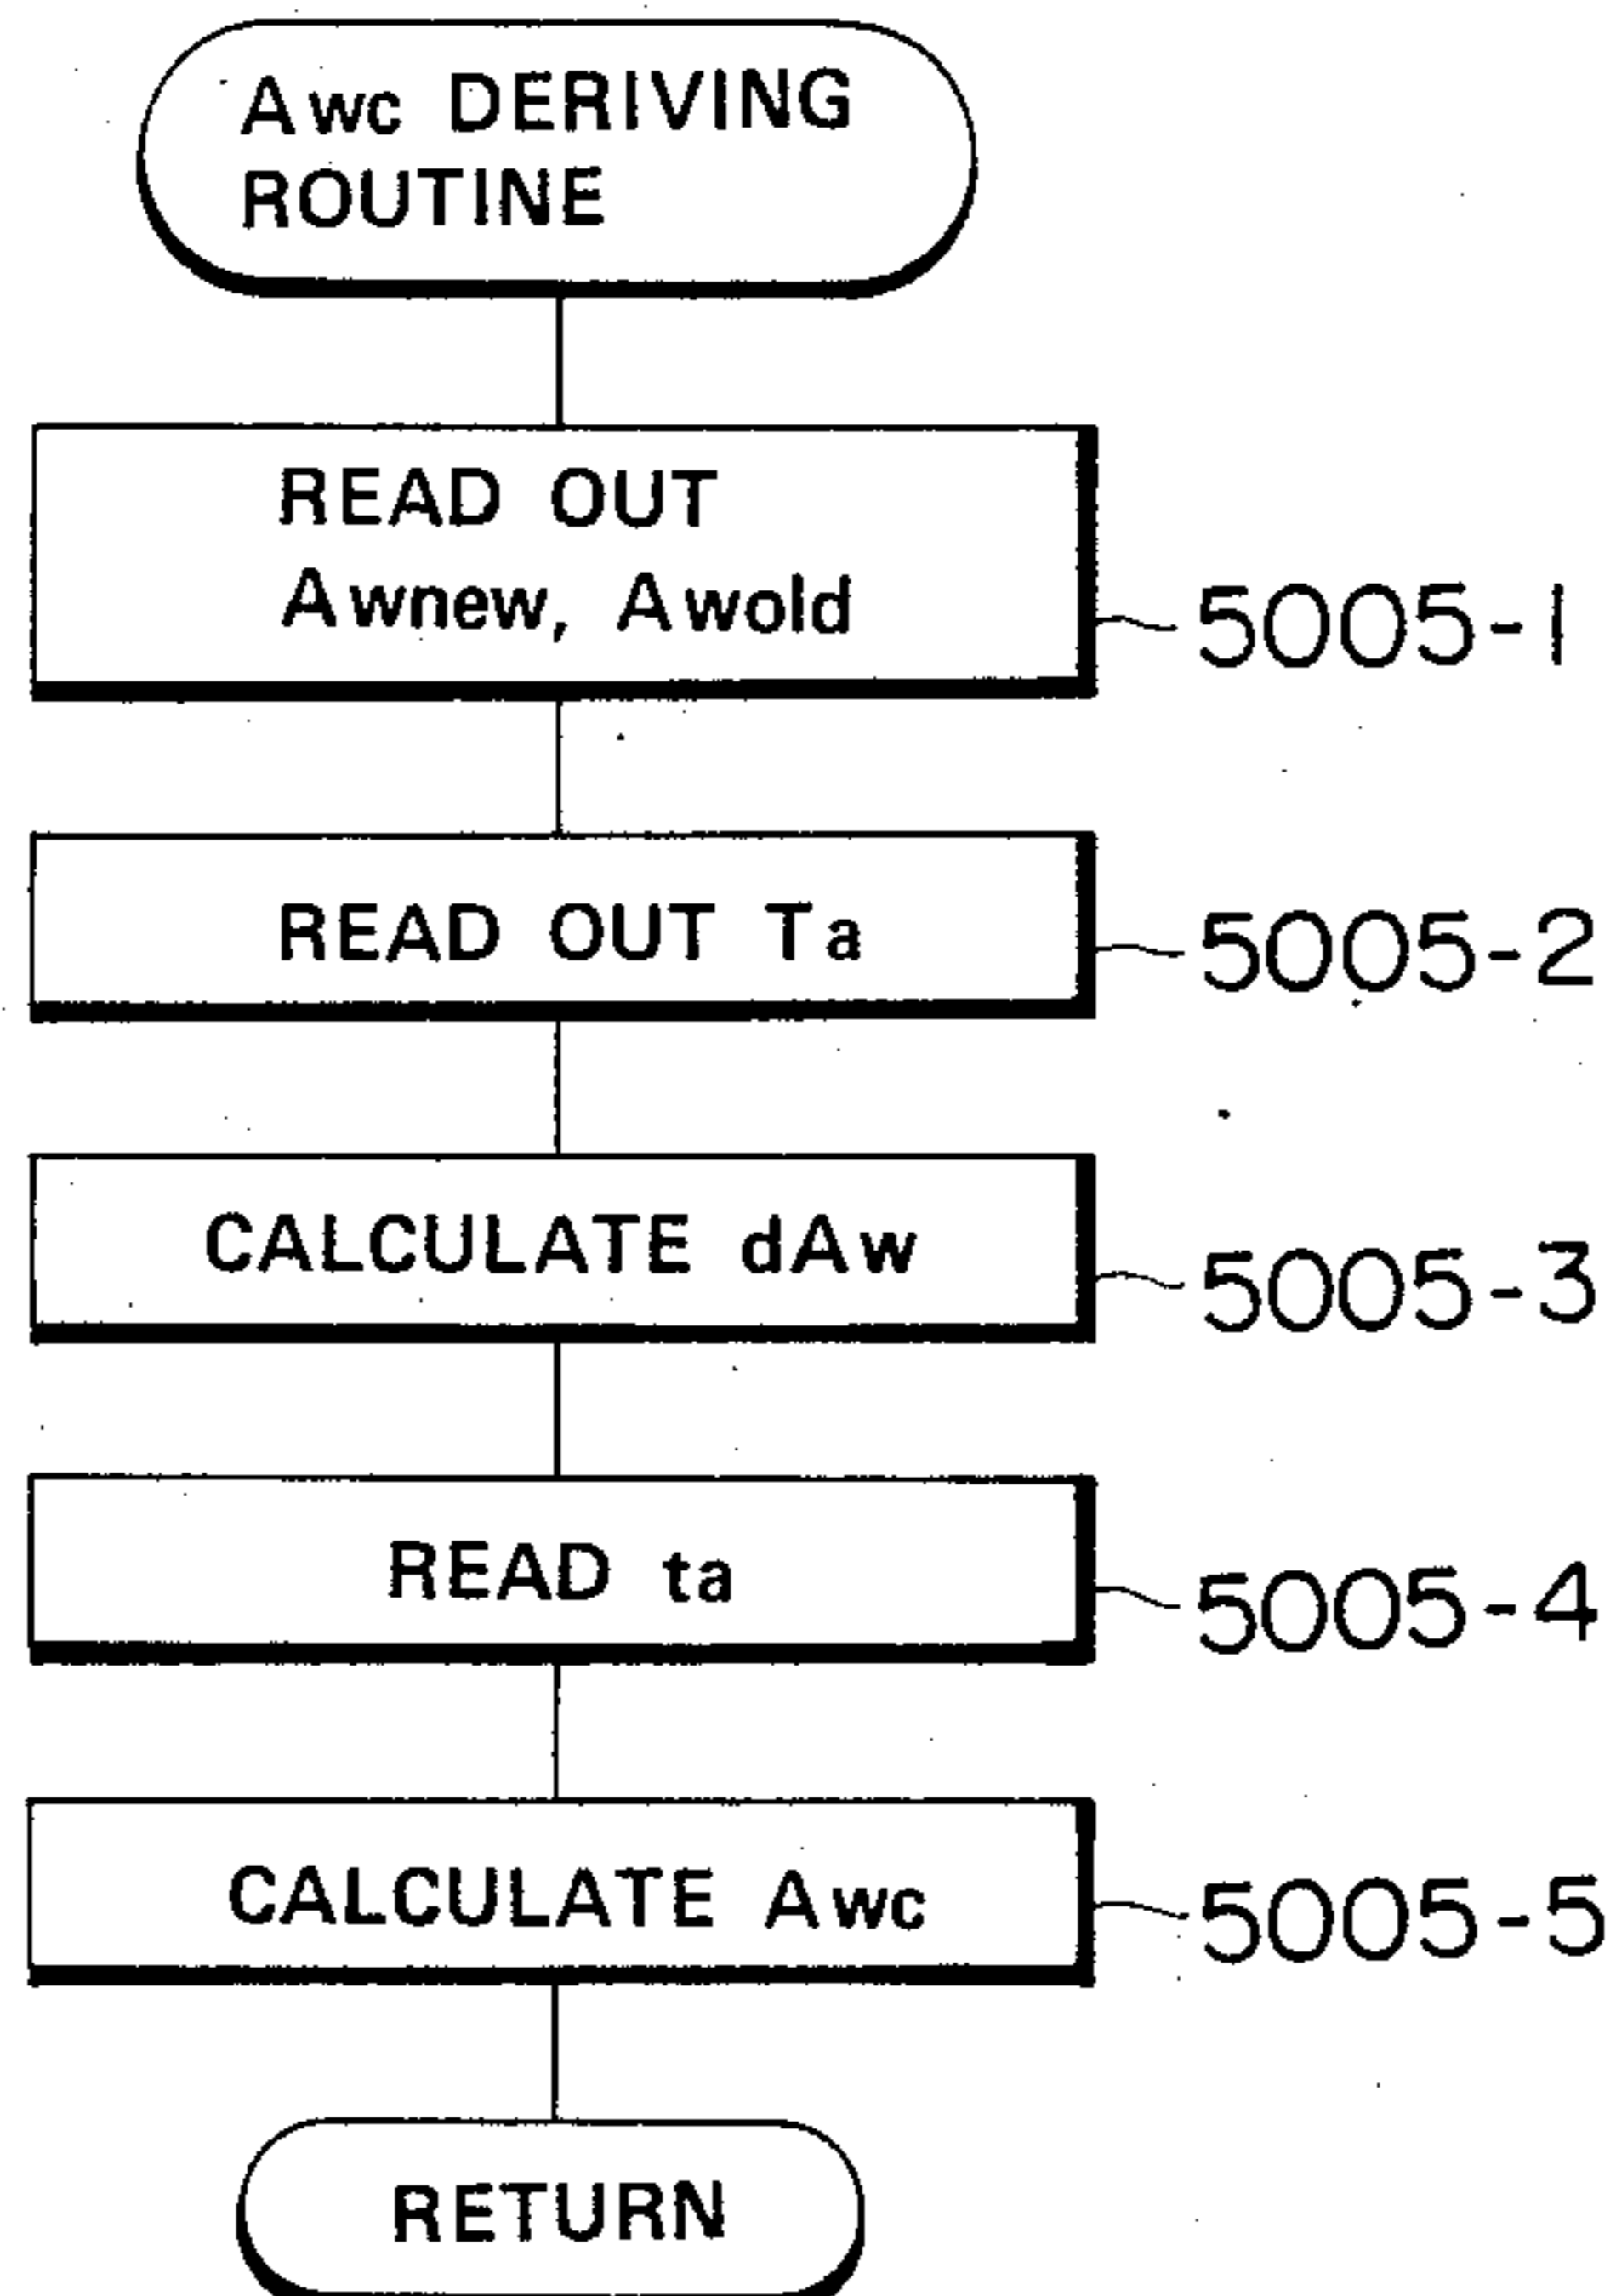 Awc DERIVING
ROUTINE
READ OUT
Awnew, Awold
5005-1
READ OUT Ta
5005-2
CALCULATE dAw
5005-3
READ ta
5005-4
CALCULATE Awc
5005-5
RETURN